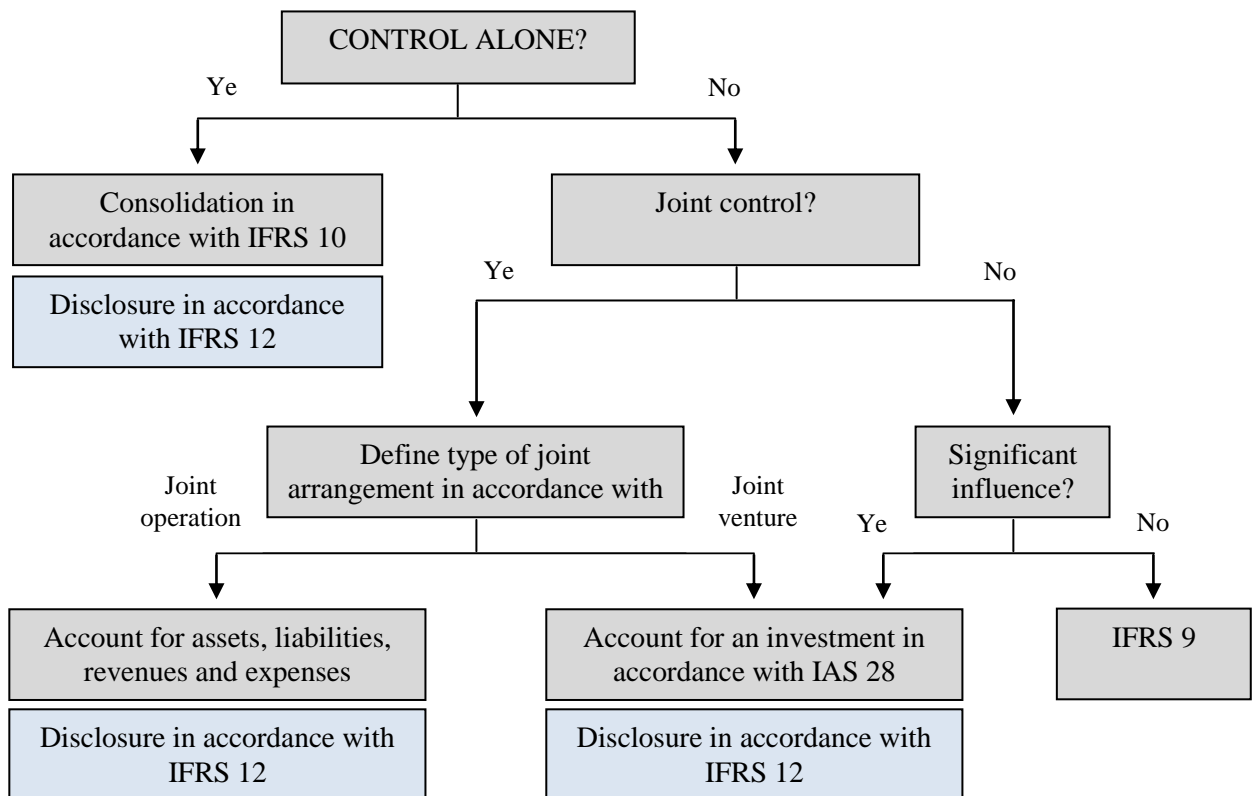 CONTROL ALONE?
Ye
No
Consolidation in
accordance with IFRS 10
Disclosure in accordance
with IFRS 12
Joint control?
Ye
No
Define type of joint
arrangement in accordance with
Significant
influence?
Joint
operation
Joint
venture
Ye
No
Account for assets, liabilities,
revenues and expenses
Disclosure in accordance with
IFRS 12
Account for an investment in
accordance with IAS 28
Disclosure in accordance with
IFRS 12
IFRS 9